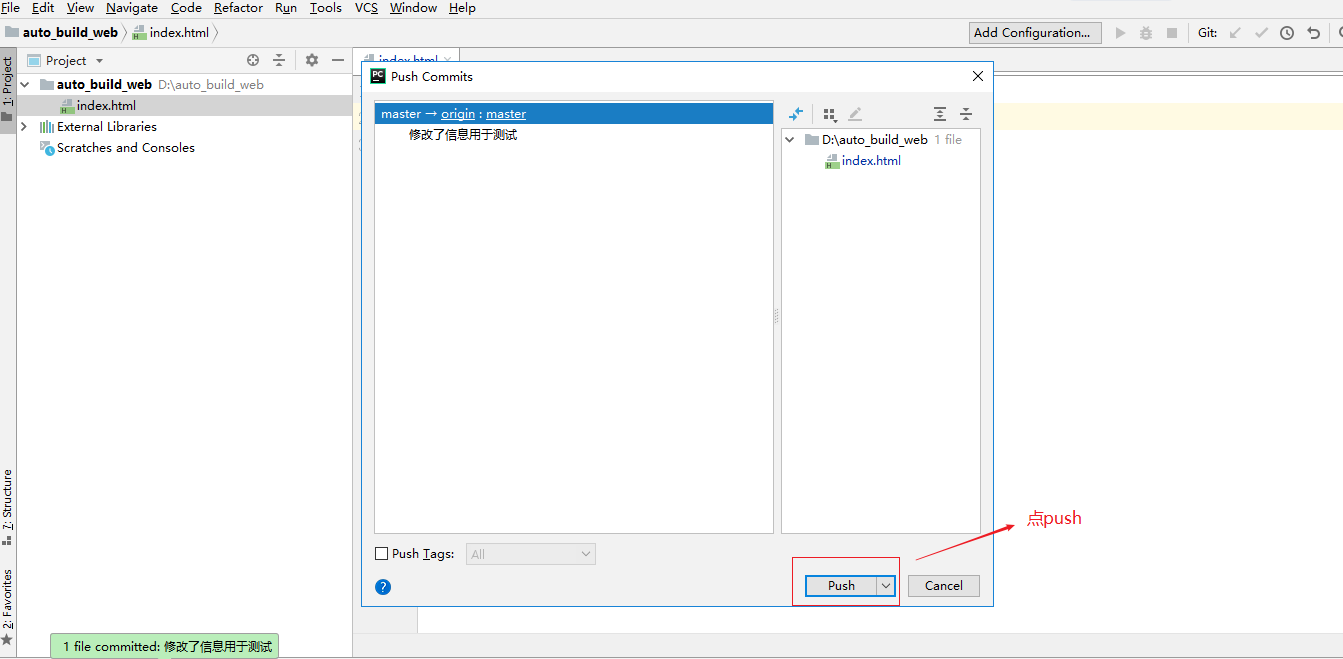 File Edit View Navigate Code Refactor Run Tools VCS Window Help
auto_build_web index.html Add Configuration... Git:
1: Project
Project
index.html
auto_build_web D:\auto_build_web
index.html
External Libraries
Scratches and Consoles
PC Push Commits
master → origin : master
修改了信息用于测试
D:\auto_build_web 1 file
index.html
点push
Push Tags: All
? Push Cancel
7: Structure
2: Favorites
1 file committed: 修改了信息用于测试